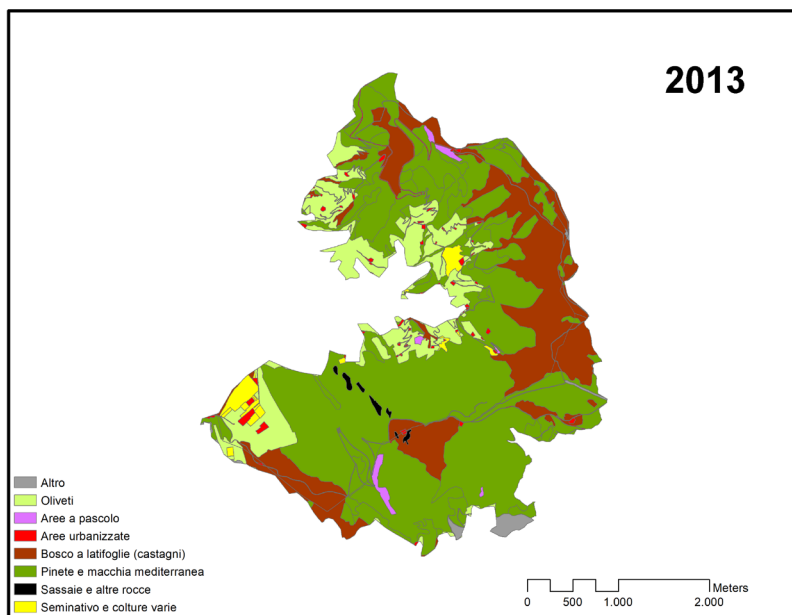 2013
Altro
Oliveti
Aree a pascolo
Aree urbanizzate
Bosco a latifoglie (castagni)
Pinete e macchia mediterranea
Sassaie e altre rocce
Seminativo e colture varie
Meters
0 500 1.000 2.000